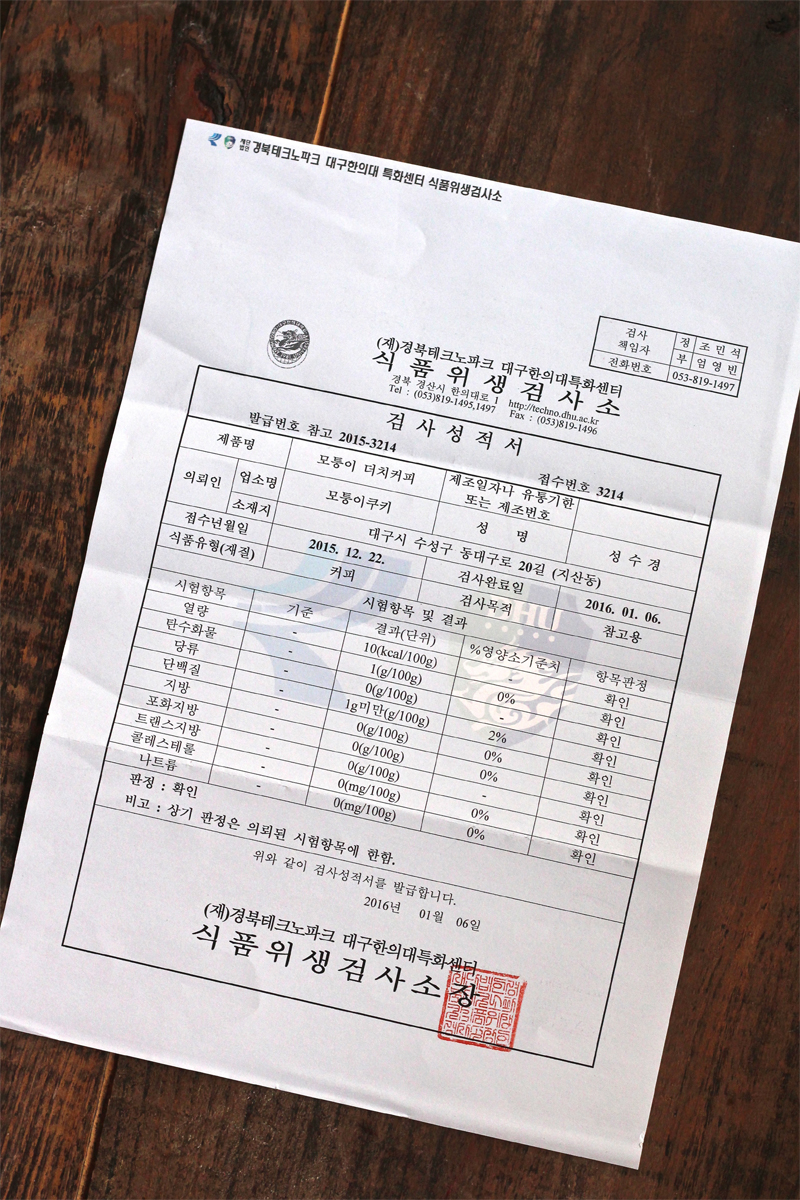 재단법인 경북테크노파크 대구한의대 특화센터 식품위생검사소
검사책임자 정 조민석
부 엄영빈
전화번호 053-819-1497
(재)경북테크노파크 대구한의대특화센터
식품위생검사소
경북 경산시 한의대로 1 http://techno.dhu.ac.kr
Tel : (053)819-1495,1497 Fax : (053)819-1496
검사성적서
발급번호 참고 2015-3214 접수번호 3214
제품명 모퉁이 더치커피 제조일자나 유통기한 또는 제조번호
의뢰인 업소명 모퉁이쿠키 성 명 성수경
소재지 대구시 수성구 동대구로 20길 (지산동)
접수년월일 2015. 12. 22. 검사완료일 2016. 01. 06.
식품유형(재질) 커피 검사목적 참고용
시험항목 및 결과
시험항목 기준 결과(단위) %영양소기준치 항목판정
열량 - 10(kcal/100g) - 확인
탄수화물 - 1(g/100g) 0% 확인
당류 - 0(g/100g) - 확인
단백질 - 1g미만(g/100g) 2% 확인
지방 - 0(g/100g) 0% 확인
포화지방 - 0(g/100g) 0% 확인
트랜스지방 - 0(g/100g) - 확인
콜레스테롤 - 0(mg/100g) 0% 확인
나트륨 - 0(mg/100g) 0% 확인
판정 : 확인
비고 : 상기 판정은 의뢰된 시험항목에 한함.
위와 같이 검사성적서를 발급합니다.
2016년 01월 06일
(재)경북테크노파크 대구한의대특화센터
식품위생검사소장